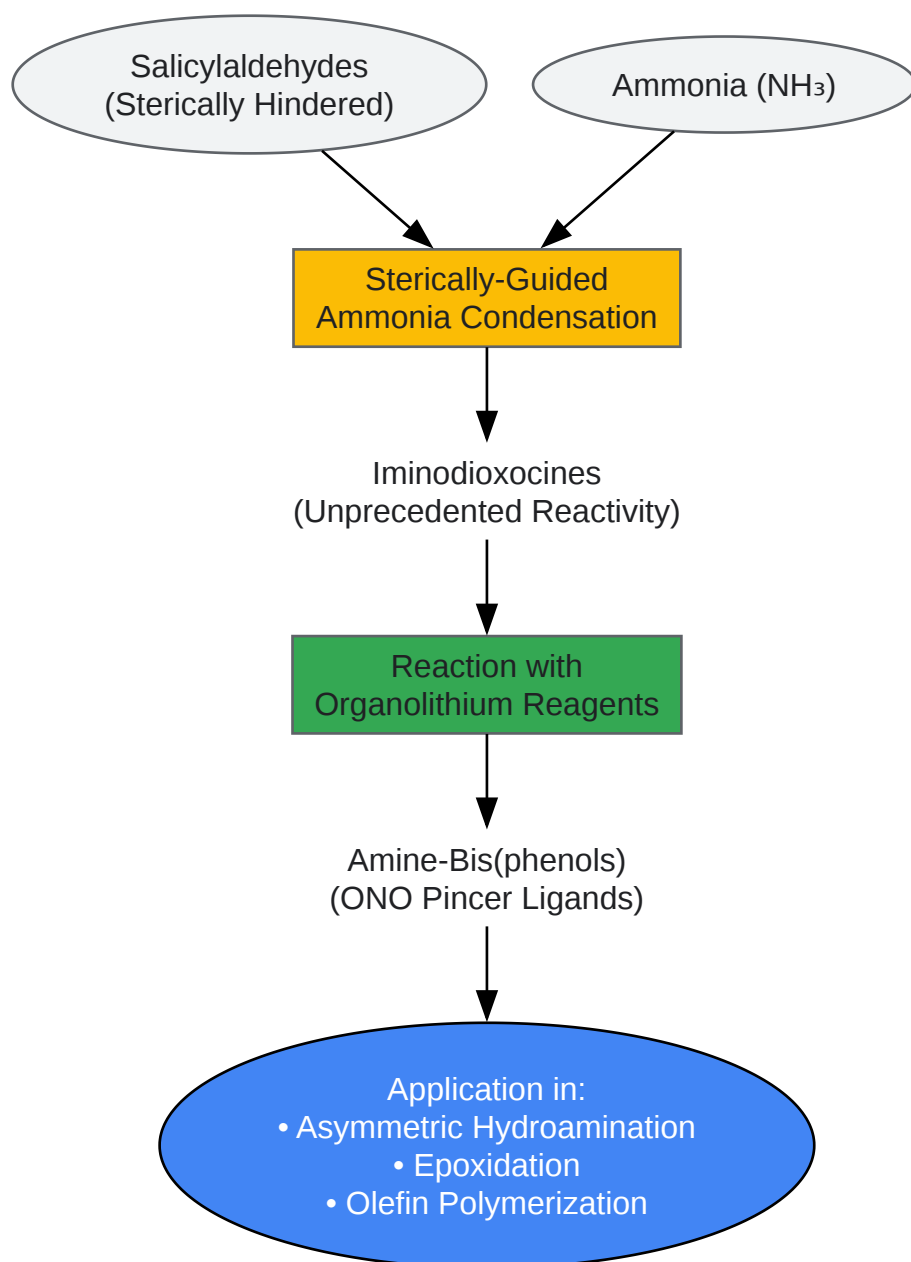 Salicylaldehydes
(Sterically Hindered)
Ammonia (NH₃)
Sterically-Guided
Ammonia Condensation
Iminodioxocines
(Unprecedented Reactivity)
Reaction with
Organolithium Reagents
Amine-Bis(phenols)
(ONO Pincer Ligands)
Application in:
• Asymmetric Hydroamination
• Epoxidation
• Olefin Polymerization